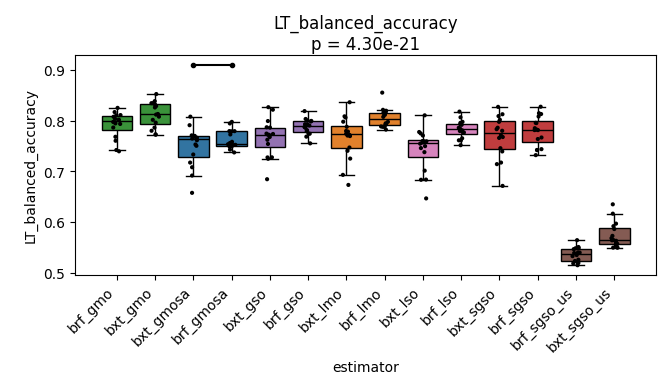 LT_balanced_accuracy
p = 4.30e-21
LT_balanced_accuracy
0.9
0.8
0.7
0.6
0.5
brf_gmo
bxt_gmo
bxt_gmosa
brf_gmosa
bxt_gso
brf_gso
bxt_lmo
brf_lmo
bxt_lso
brf_lso
bxt_sgso
brf_sgso
brf_sgso_us
bxt_sgso_us
estimator